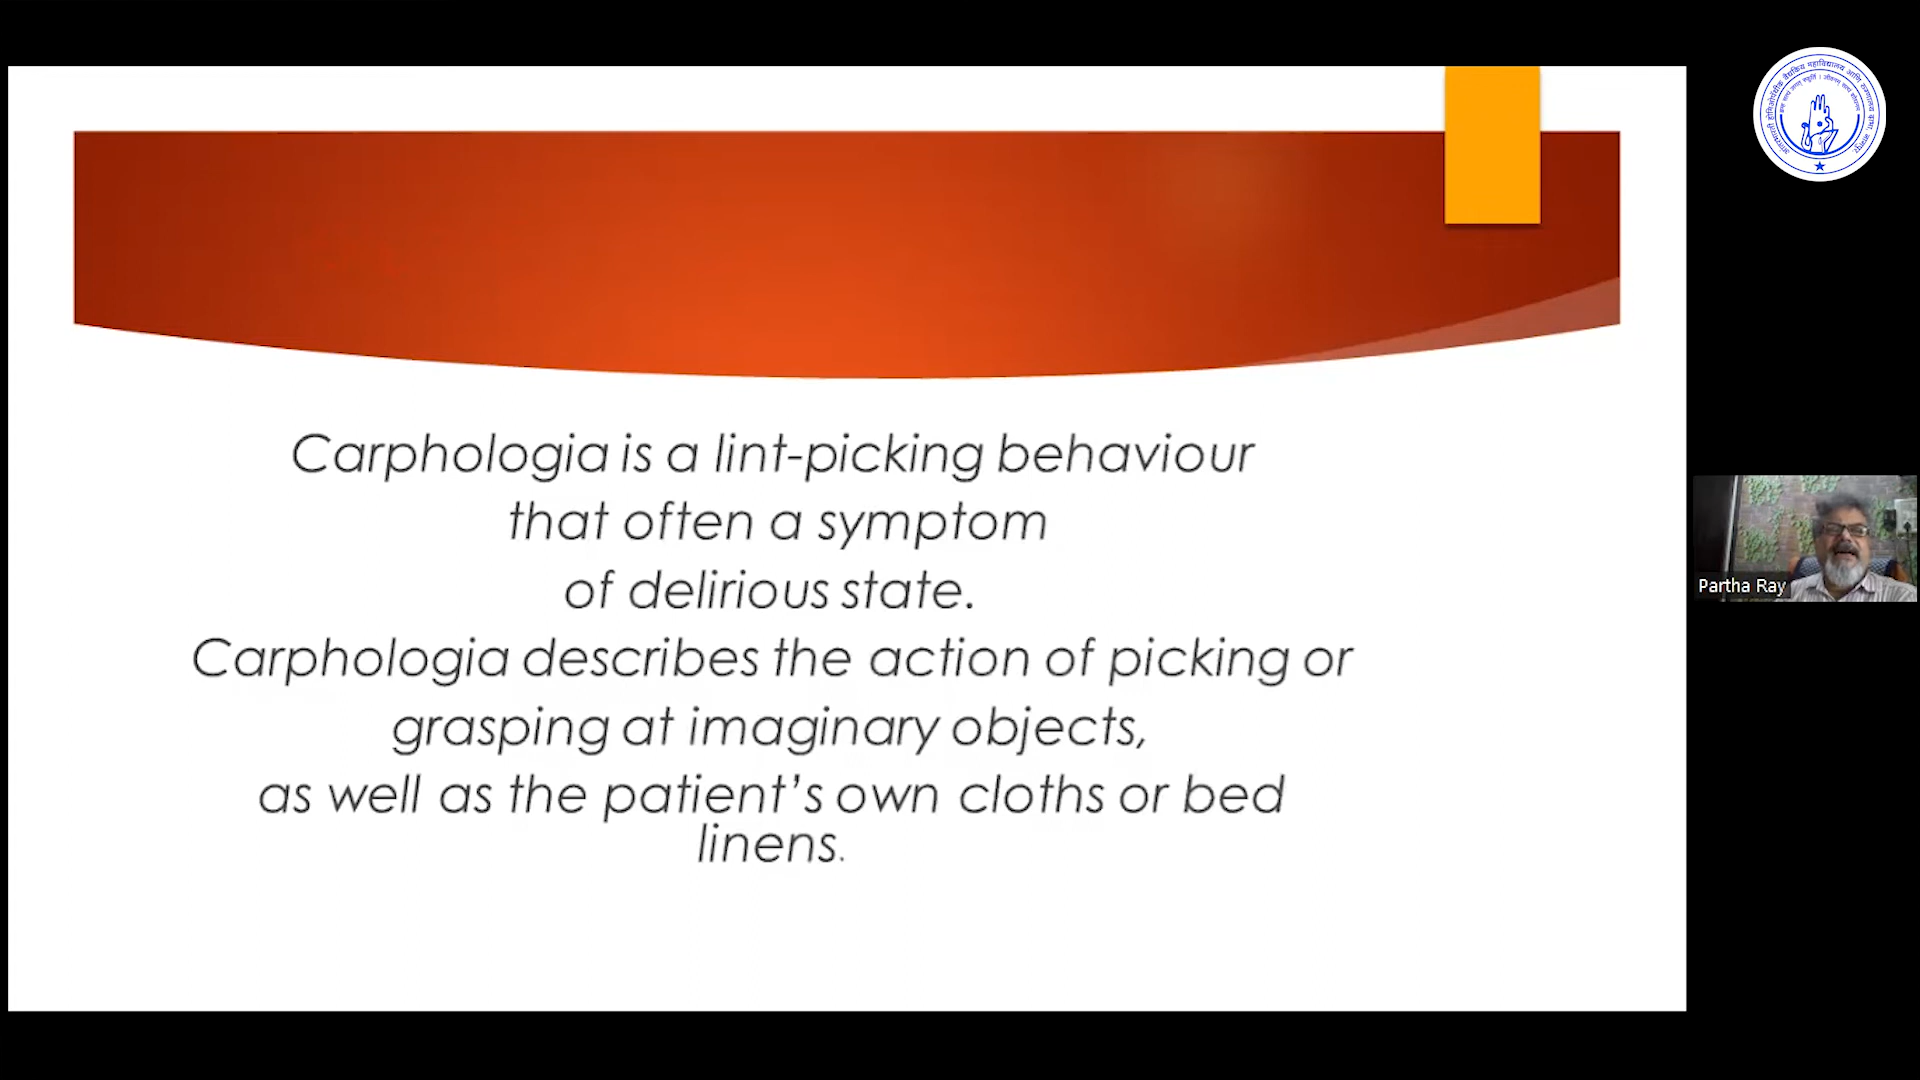 Carphologia is a lint-picking behaviour
that often a symptom
of delirious state.
Carphologia describes the action of picking or
grasping at imaginary objects,
as well as the patient’s own cloths or bed
linens.
Partha Ray